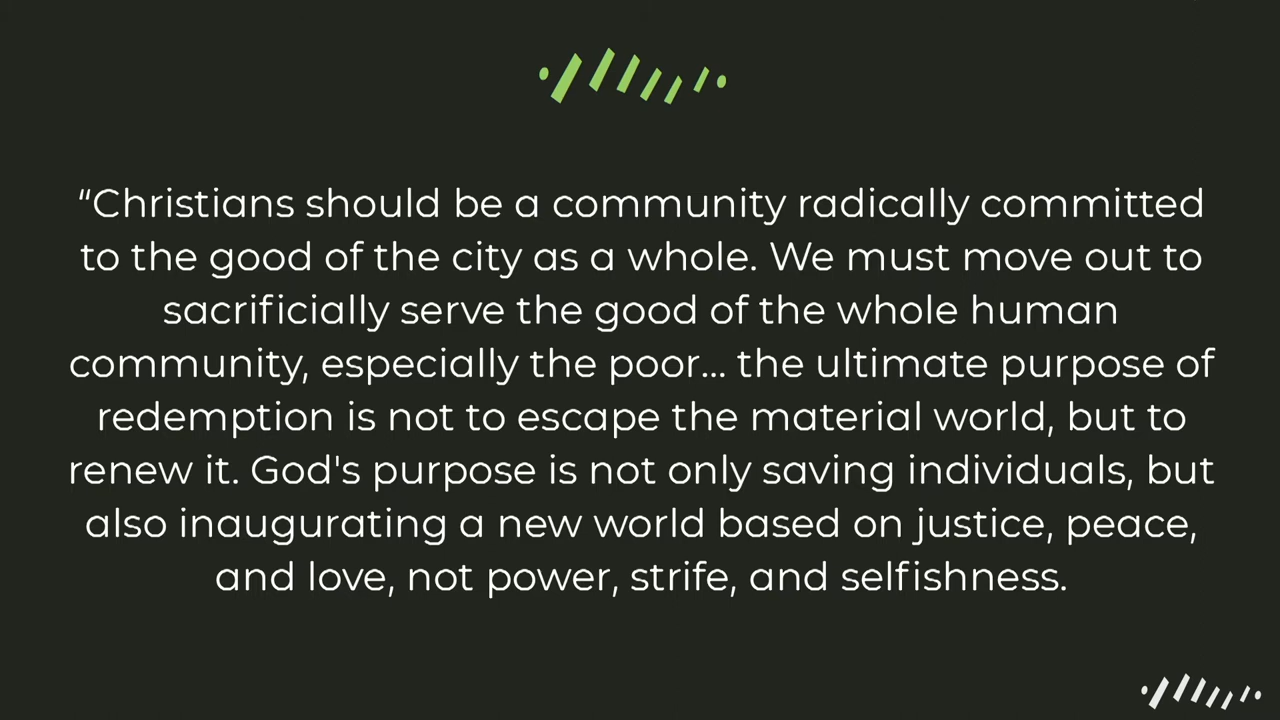 “Christians should be a community radically committed
to the good of the city as a whole. We must move out to
sacrificially serve the good of the whole human
community, especially the poor... the ultimate purpose of
redemption is not to escape the material world, but to
renew it. God's purpose is not only saving individuals, but
also inaugurating a new world based on justice, peace,
and love, not power, strife, and selfishness.